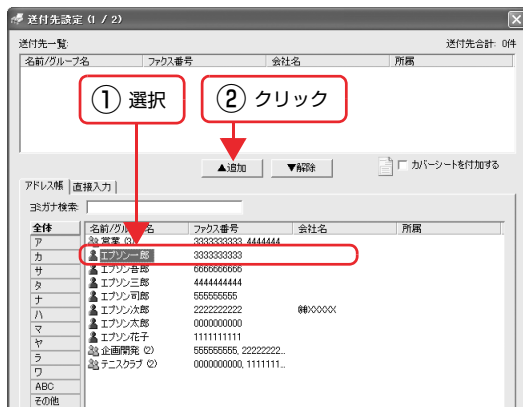 送付先設定 (1 / 2)
送付先一覧: 送付先合計: 0件
名前/グループ名 ファクス番号 会社名 所属
① 選択 ② クリック
▲追加 ▼解除 カバーシートを付加する
アドレス帳 直接入力
ヨミガナ検索:
全体 名前/グループ名 ファクス番号 会社名 所属
ア 営業 (3) 3333333333, 4444444
カ エプソン一郎 3333333333
サ エプソン吾郎 6666666666
タ エプソン三郎 4444444444
ナ エプソン司郎 555555555
ハ エプソン次郎 2222222222 ㈱XXXXX
マ エプソン太郎 0000000000
ヤ エプソン花子 1111111111
ラ 企画開発 (2) 555555555, 22222222...
ワ テニスクラブ (2) 0000000000, 1111111...
ABC
その他